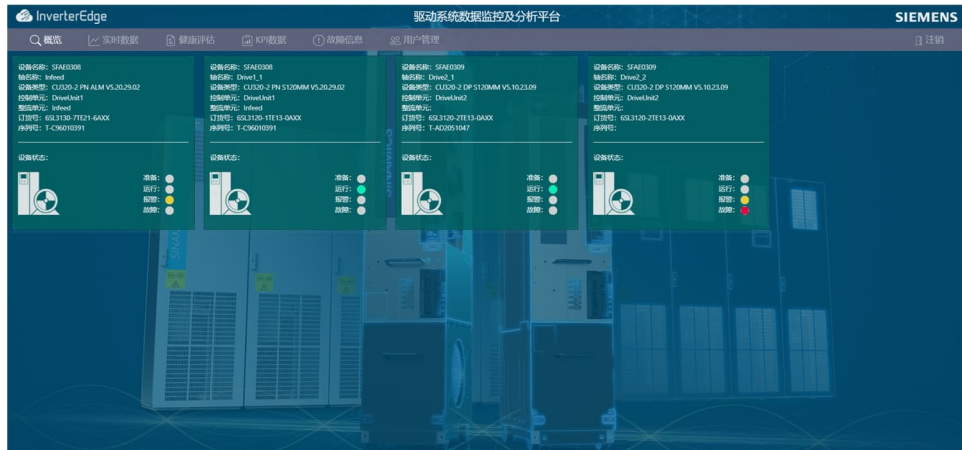 InverterEdge
驱动系统数据监控及分析平台
SIEMENS
概览
实时数据
健康评估
KPI数据
故障信息
用户管理
注销
设备名称: SFAE0308
轴名称: Infeed
设备类型: CU320-2 PN ALM V5.20.29.02
控制单元: DriveUnit1
整流单元: Infeed
订货号: 6SL3130-7TE21-6AXX
序列号: T-C96010391
设备状态:
准备:
运行:
报警:
故障:
设备名称: SFAE0308
轴名称: Drive1_1
设备类型: CU320-2 PN S120MM V5.20.29.02
控制单元: DriveUnit1
整流单元: Infeed
订货号: 6SL3120-1TE13-0AXX
序列号: T-C96010391
设备状态:
准备:
运行:
报警:
故障:
设备名称: SFAE0309
轴名称: Drive2_1
设备类型: CU320-2 DP S120MM V5.10.23.09
控制单元: DriveUnit2
整流单元:
订货号: 6SL3120-2TE13-0AXX
序列号: T-AD2051047
设备状态:
准备:
运行:
报警:
故障:
设备名称: SFAE0309
轴名称: Drive2_2
设备类型: CU320-2 DP S120MM V5.10.23.09
控制单元: DriveUnit2
整流单元:
订货号: 6SL3120-2TE13-0AXX
序列号:
设备状态:
准备:
运行:
报警:
故障: